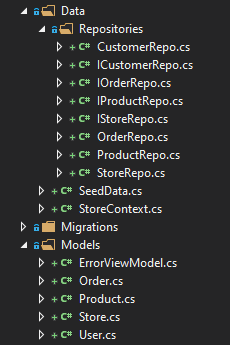 Data
Repositories
+ C# CustomerRepo.cs
+ C# ICustomerRepo.cs
+ C# IOrderRepo.cs
+ C# IProductRepo.cs
+ C# IStoreRepo.cs
+ C# OrderRepo.cs
+ C# ProductRepo.cs
+ C# StoreRepo.cs
+ C# SeedData.cs
+ C# StoreContext.cs
Migrations
Models
+ C# ErrorViewModel.cs
+ C# Order.cs
+ C# Product.cs
+ C# Store.cs
+ C# User.cs